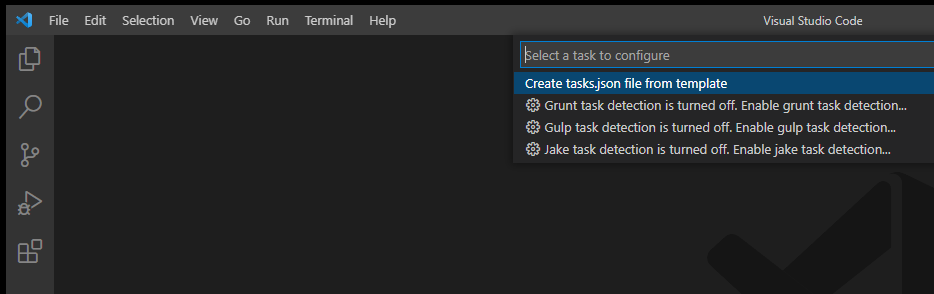 File Edit Selection View Go Run Terminal Help Visual Studio Code
Select a task to configure
Create tasks.json file from template
Grunt task detection is turned off. Enable grunt task detection...
Gulp task detection is turned off. Enable gulp task detection...
Jake task detection is turned off. Enable jake task detection...